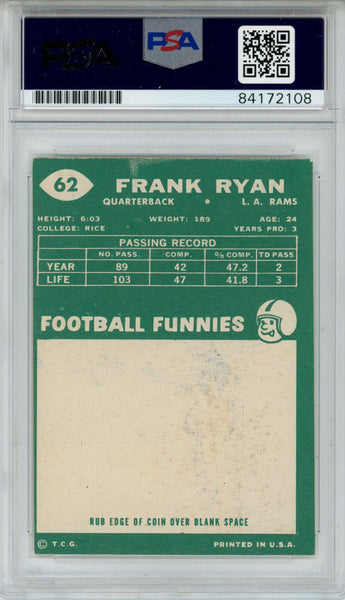 PSA
PSA
84172108
62
FRANK RYAN
QUARTERBACK • L. A. RAMS
HEIGHT: 6:03 WEIGHT: 189 AGE: 24
COLLEGE: RICE YEARS PRO: 3
PASSING RECORD
NO. PASS. COMP. % COMP. TD PASS
YEAR 89 42 47.2 2
LIFE 103 47 41.8 3
FOOTBALL FUNNIES
RUB EDGE OF COIN OVER BLANK SPACE
© T.C.G. PRINTED IN U.S.A.